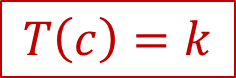 T(c) = k